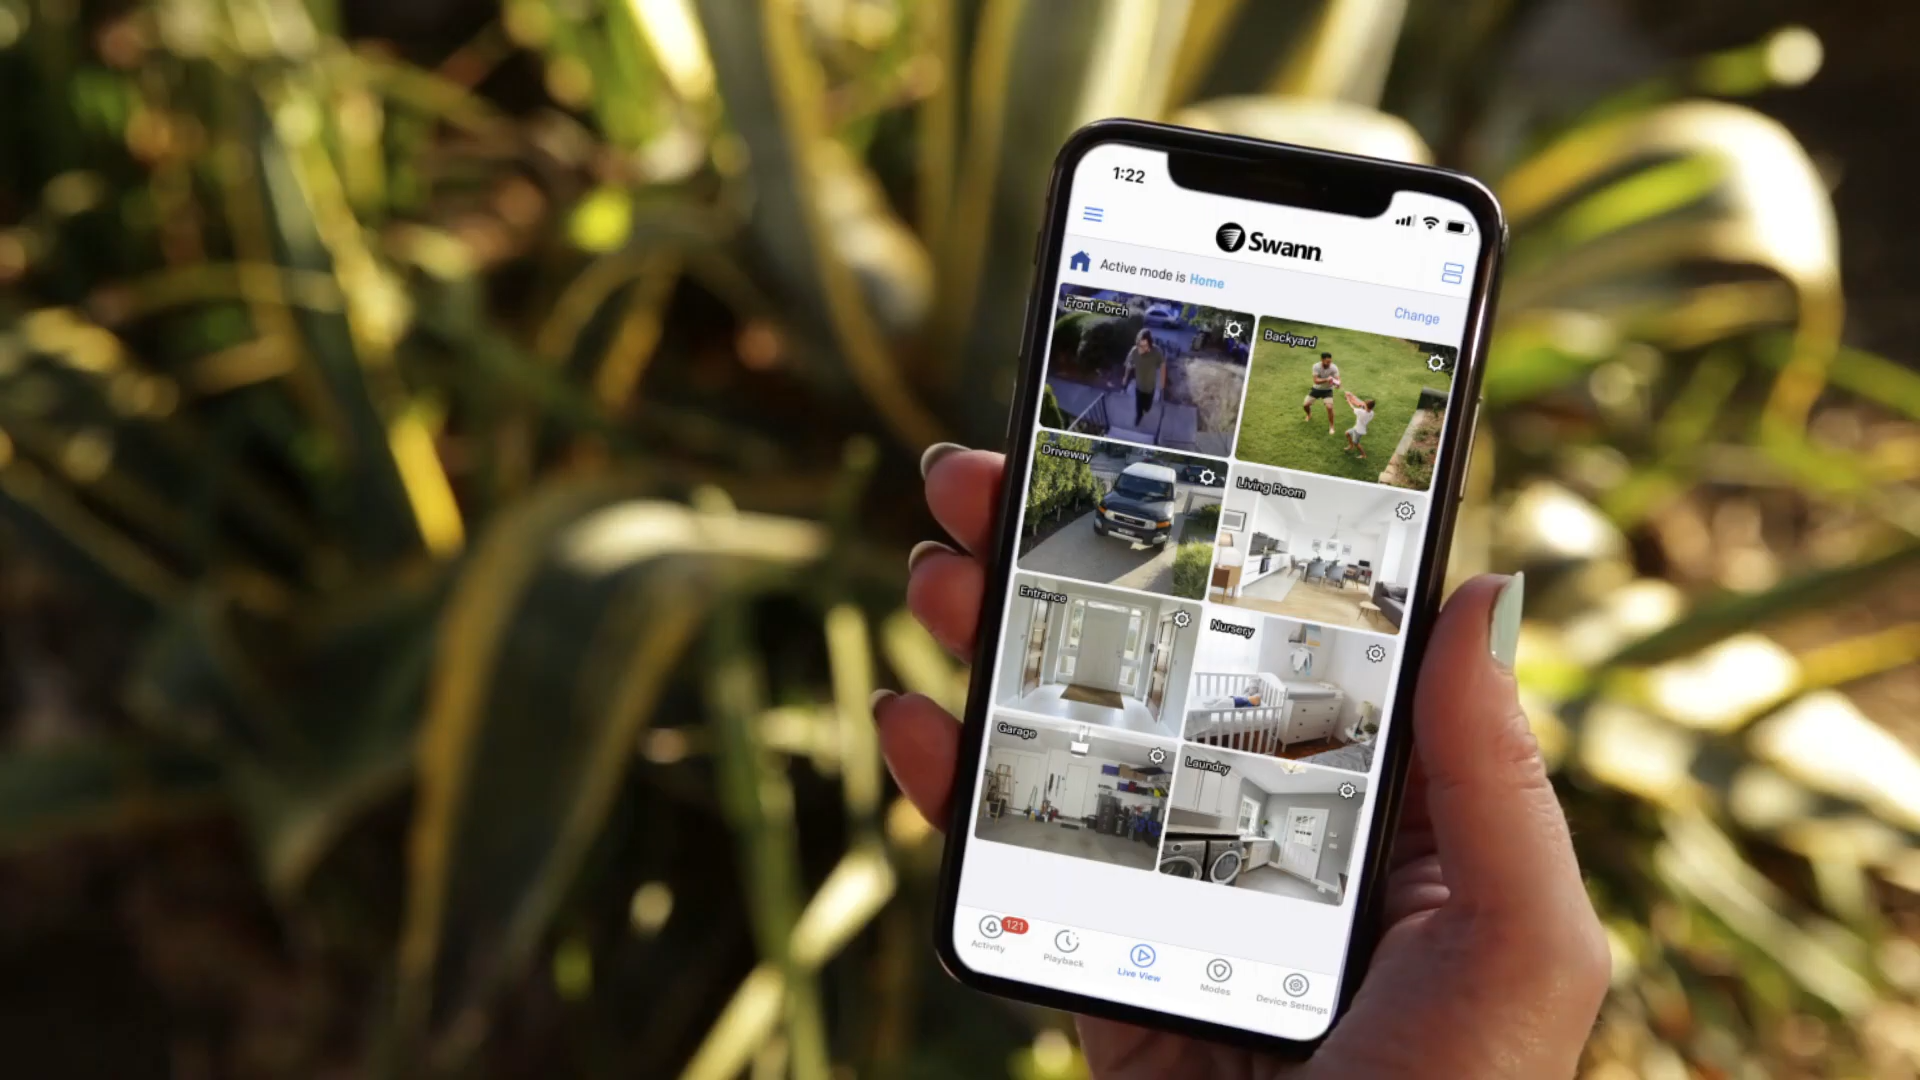 1:22
Swann
Active mode is Home
Change
Front Porch
Backyard
Driveway
Living Room
Entrance
Nursery
Garage
Laundry
121
Activity
Playback
Live View
Modes
Device Settings